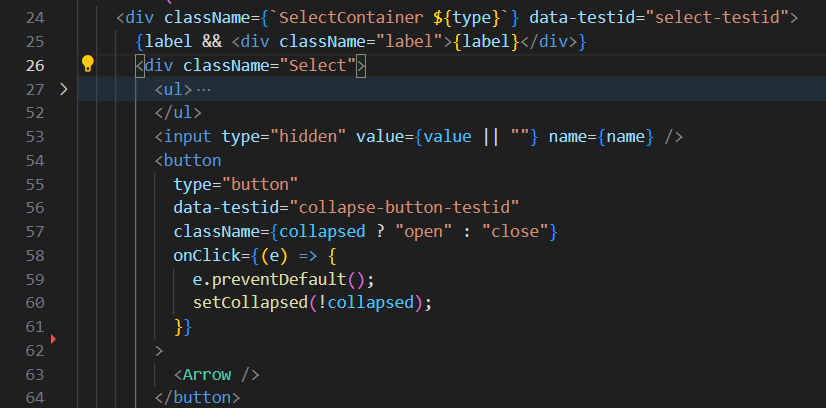 24 <div className={`SelectContainer ${type}`} data-testid="select-testid">
25 {label && <div className="label">{label}</div>}
26 <div className="Select">
27 <ul>…
52 </ul>
53 <input type="hidden" value={value || ""} name={name} />
54 <button
55 type="button"
56 data-testid="collapse-button-testid"
57 className={collapsed ? "open" : "close"}
58 onClick={(e) => {
59 e.preventDefault();
60 setCollapsed(!collapsed);
61 }}
62 >
63 <Arrow />
64 </button>